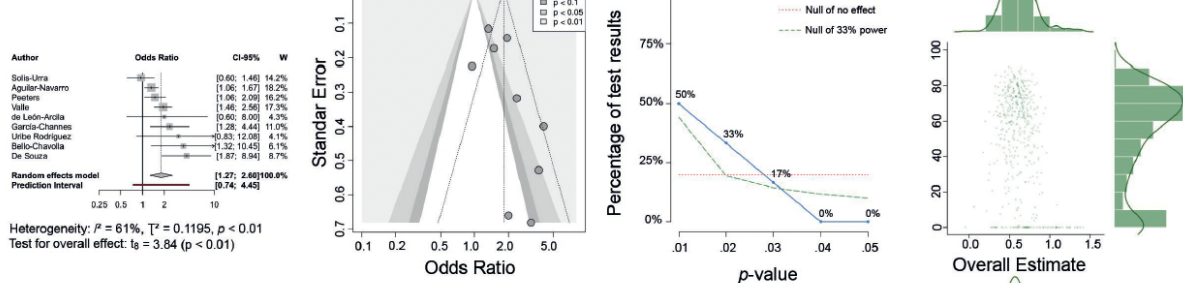 Author Odds Ratio CI-95% W
Solis-Urra [0.60; 1.46] 14.2%
Aguilar-Navarro [1.06; 1.67] 18.2%
Peeters [1.06; 2.09] 16.2%
Valle [1.46; 2.56] 17.3%
de León-Arcila [0.60; 8.00] 4.3%
García-Channes [1.28; 4.44] 11.0%
Uribe Rodríguez [0.83; 12.08] 4.1%
Bello-Chavolla [1.32; 10.45] 6.1%
De Souza [1.87; 8.94] 8.7%
Random effects model [1.27; 2.60] 100.0%
Prediction Interval [0.74; 4.45]
0.25 0.5 1 2 10
Heterogeneity: I² = 61%, τ² = 0.1195, p < 0.01
Test for overall effect: t₈ = 3.84 (p < 0.01)
p < 0.1
p < 0.05
p < 0.01
Standar Error
0.1
0.2
0.3
0.4
0.5
0.6
0.7
0.1 0.2 0.5 1.0 2.0 5.0
Odds Ratio
Null of no effect
Null of 33% power
Percentage of test results
75%
50%
25%
0%
50%
33%
17%
0%
0%
.01 .02 .03 .04 .05
p-value
100
80
60
40
20
0
0.0 0.5 1.0 1.5
Overall Estimate